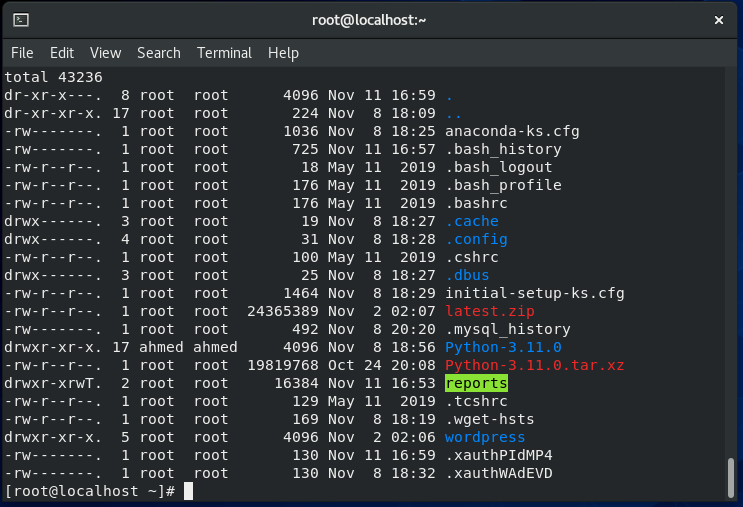 root@localhost:~
File Edit View Search Terminal Help
total 43236
dr-xr-x---.  8 root  root      4096 Nov 11 16:59 .
dr-xr-xr-x. 17 root  root       224 Nov  8 18:09 ..
-rw-------.  1 root  root      1036 Nov  8 18:25 anaconda-ks.cfg
-rw-------.  1 root  root       725 Nov 11 16:57 .bash_history
-rw-r--r--.  1 root  root        18 May 11  2019 .bash_logout
-rw-r--r--.  1 root  root       176 May 11  2019 .bash_profile
-rw-r--r--.  1 root  root       176 May 11  2019 .bashrc
drwx------.  3 root  root        19 Nov  8 18:27 .cache
drwx------.  4 root  root        31 Nov  8 18:28 .config
-rw-r--r--.  1 root  root       100 May 11  2019 .cshrc
drwx------.  3 root  root        25 Nov  8 18:27 .dbus
-rw-r--r--.  1 root  root      1464 Nov  8 18:29 initial-setup-ks.cfg
-rw-r--r--.  1 root  root  24365389 Nov  2 02:07 latest.zip
-rw-------.  1 root  root       492 Nov  8 20:20 .mysql_history
drwxr-xr-x. 17 ahmed ahmed     4096 Nov  8 18:56 Python-3.11.0
-rw-r--r--.  1 root  root  19819768 Oct 24 20:08 Python-3.11.0.tar.xz
drwxr-xrwT.  2 root  root     16384 Nov 11 16:53 reports
-rw-r--r--.  1 root  root       129 May 11  2019 .tcshrc
-rw-r--r--.  1 root  root       169 Nov  8 18:19 .wget-hsts
drwxr-xr-x.  5 root  root      4096 Nov  2 02:06 wordpress
-rw-------.  1 root  root       130 Nov 11 16:59 .xauthPIdMP4
-rw-------.  1 root  root       130 Nov  8 18:32 .xauthWAdEVD
[root@localhost ~]#